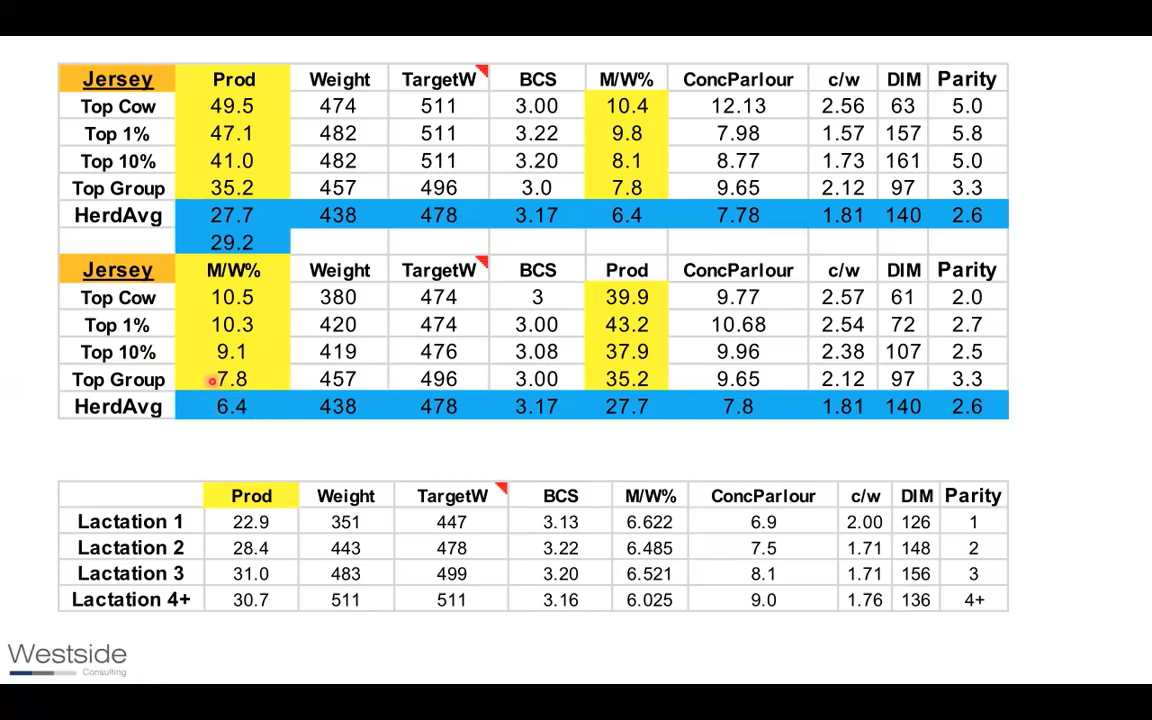 Jersey Prod Weight TargetW BCS M/W% ConcParlour c/w DIM Parity
Top Cow 49.5 474 511 3.00 10.4 12.13 2.56 63 5.0
Top 1% 47.1 482 511 3.22 9.8 7.98 1.57 157 5.8
Top 10% 41.0 482 511 3.20 8.1 8.77 1.73 161 5.0
Top Group 35.2 457 496 3.0 7.8 9.65 2.12 97 3.3
HerdAvg 27.7 438 478 3.17 6.4 7.78 1.81 140 2.6
29.2
Jersey M/W% Weight TargetW BCS Prod ConcParlour c/w DIM Parity
Top Cow 10.5 380 474 3 39.9 9.77 2.57 61 2.0
Top 1% 10.3 420 474 3.00 43.2 10.68 2.54 72 2.7
Top 10% 9.1 419 476 3.08 37.9 9.96 2.38 107 2.5
Top Group 7.8 457 496 3.00 35.2 9.65 2.12 97 3.3
HerdAvg 6.4 438 478 3.17 27.7 7.8 1.81 140 2.6
Prod Weight TargetW BCS M/W% ConcParlour c/w DIM Parity
Lactation 1 22.9 351 447 3.13 6.622 6.9 2.00 126 1
Lactation 2 28.4 443 478 3.22 6.485 7.5 1.71 148 2
Lactation 3 31.0 483 499 3.20 6.521 8.1 1.71 156 3
Lactation 4+ 30.7 511 511 3.16 6.025 9.0 1.76 136 4+
Westside
Consulting